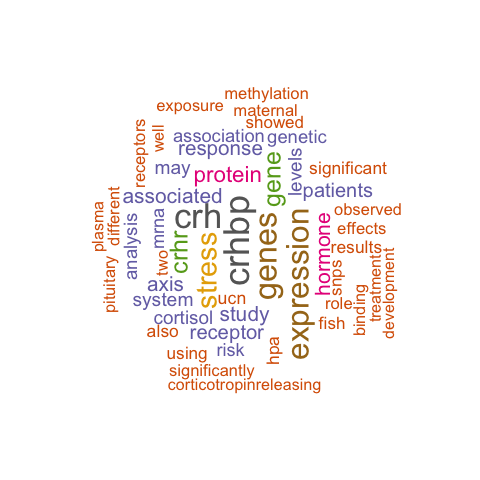 methylation
exposure
maternal
showed
receptors
well
association
genetic
response
may
protein
gene
levels
significant
associated
patients
plasma
different
analysis
mrna
crh
crhbp
genes
expression
hormone
observed
effects
results
crhr
stress
two
pituitary
axis
system
ucn
snps
role
binding
treatments
development
cortisol
study
fish
also
receptor
using
risk
hpa
significantly
corticotropinreleasing